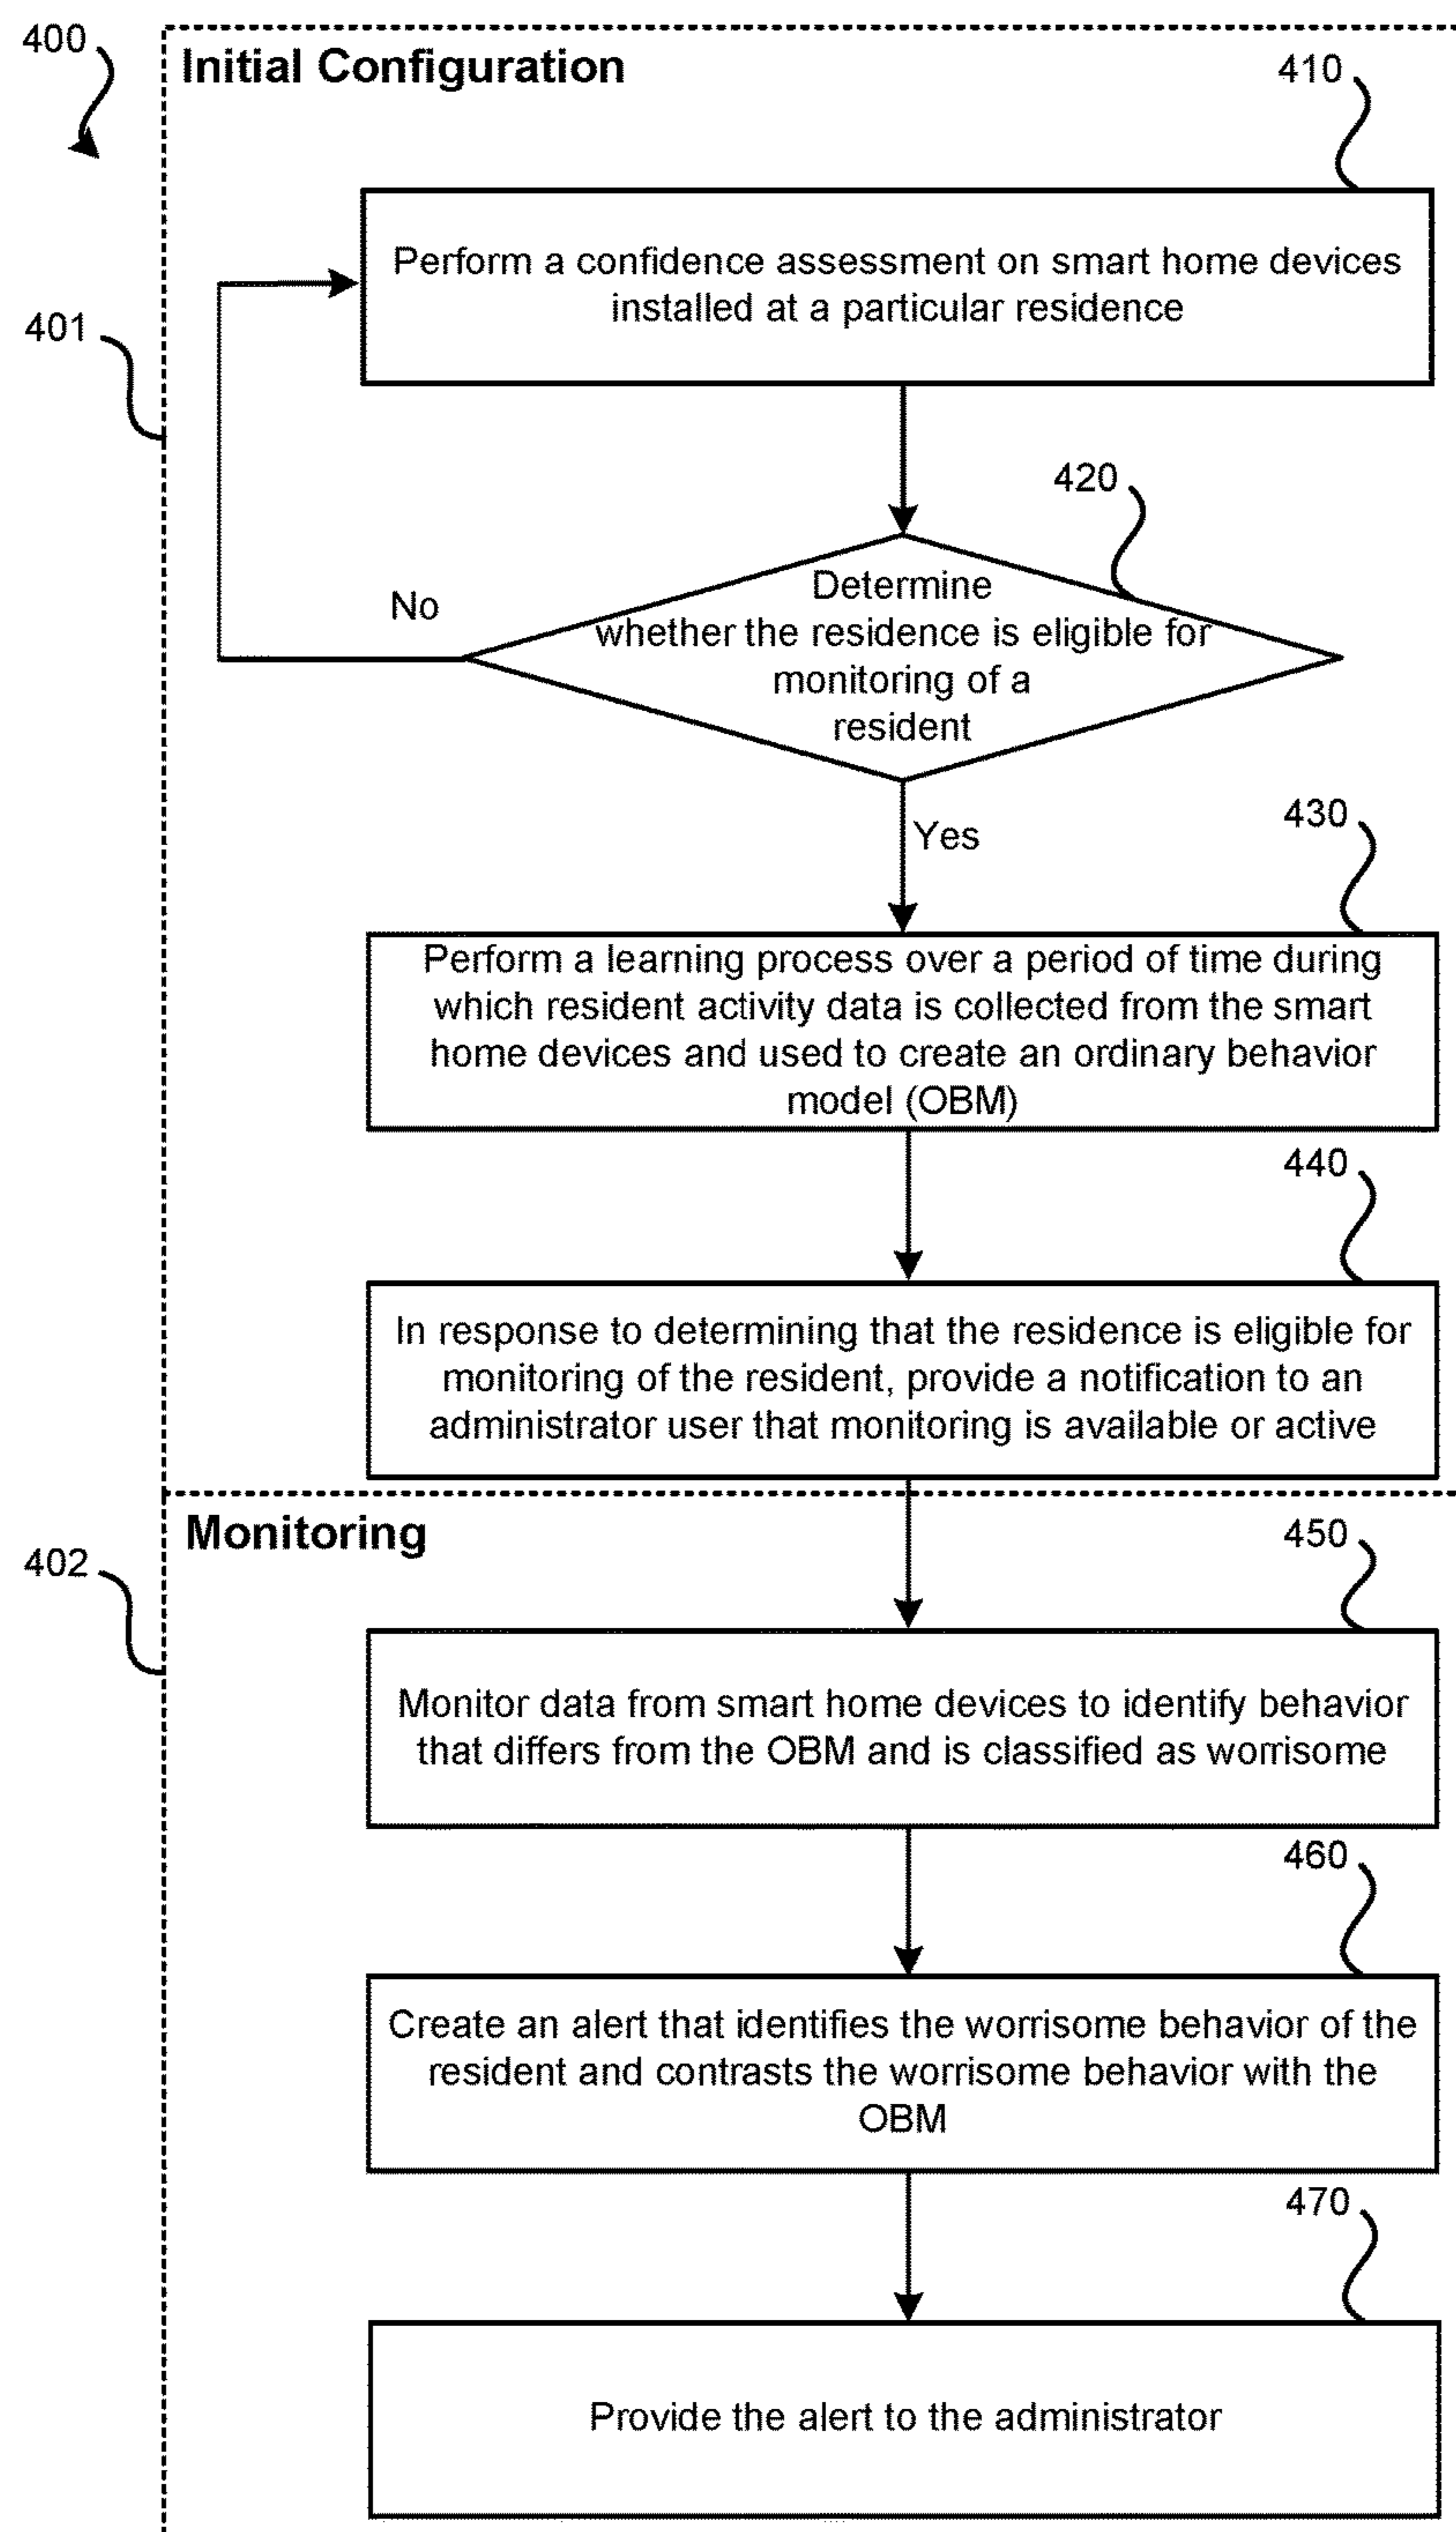 400
Initial Configuration
410
Perform a confidence assessment on smart home devices
installed at a particular residence
401
420
Determine
whether the residence is eligible for
monitoring of a
resident
No
Yes
430
Perform a learning process over a period of time during
which resident activity data is collected from the smart
home devices and used to create an ordinary behavior
model (OBM)
440
In response to determining that the residence is eligible for
monitoring of the resident, provide a notification to an
administrator user that monitoring is available or active
Monitoring
402
450
Monitor data from smart home devices to identify behavior
that differs from the OBM and is classified as worrisome
460
Create an alert that identifies the worrisome behavior of the
resident and contrasts the worrisome behavior with the
OBM
470
Provide the alert to the administrator